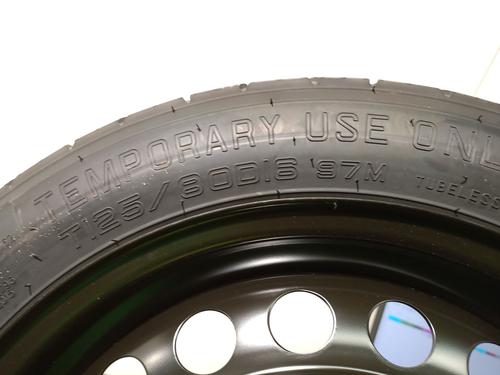 TEMPORARY USE ONL
T125/80D16 97M
TUBELESS